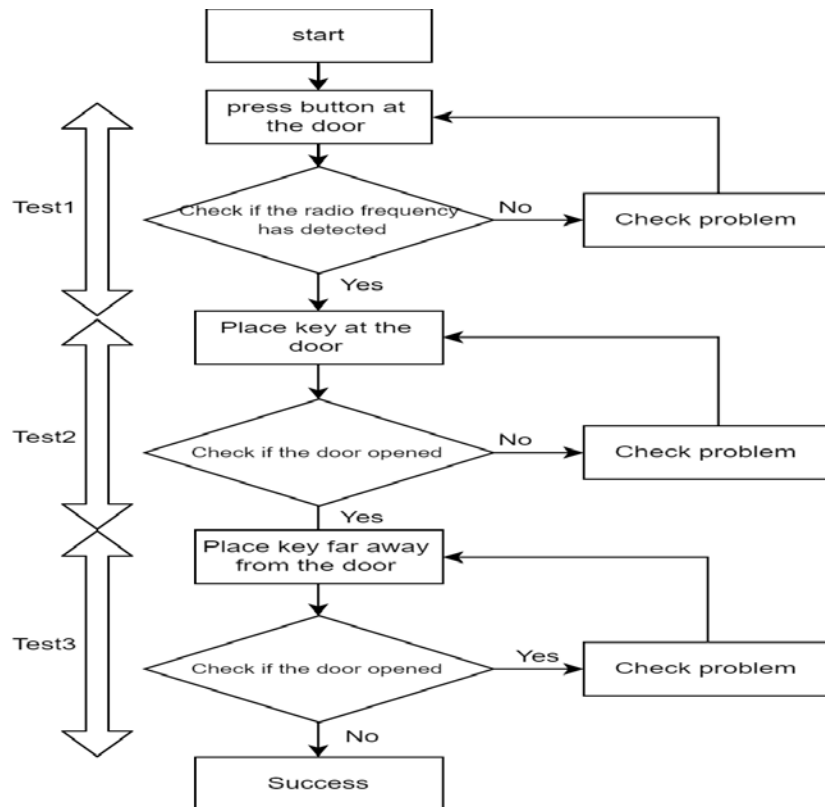 start
press button at
the door
Test1
Check if the radio frequency
has detected
No
Check problem
Yes
Place key at the
door
Test2
Check if the door opened
No
Check problem
Yes
Place key far away
from the door
Test3
Check if the door opened
Yes
Check problem
No
Success